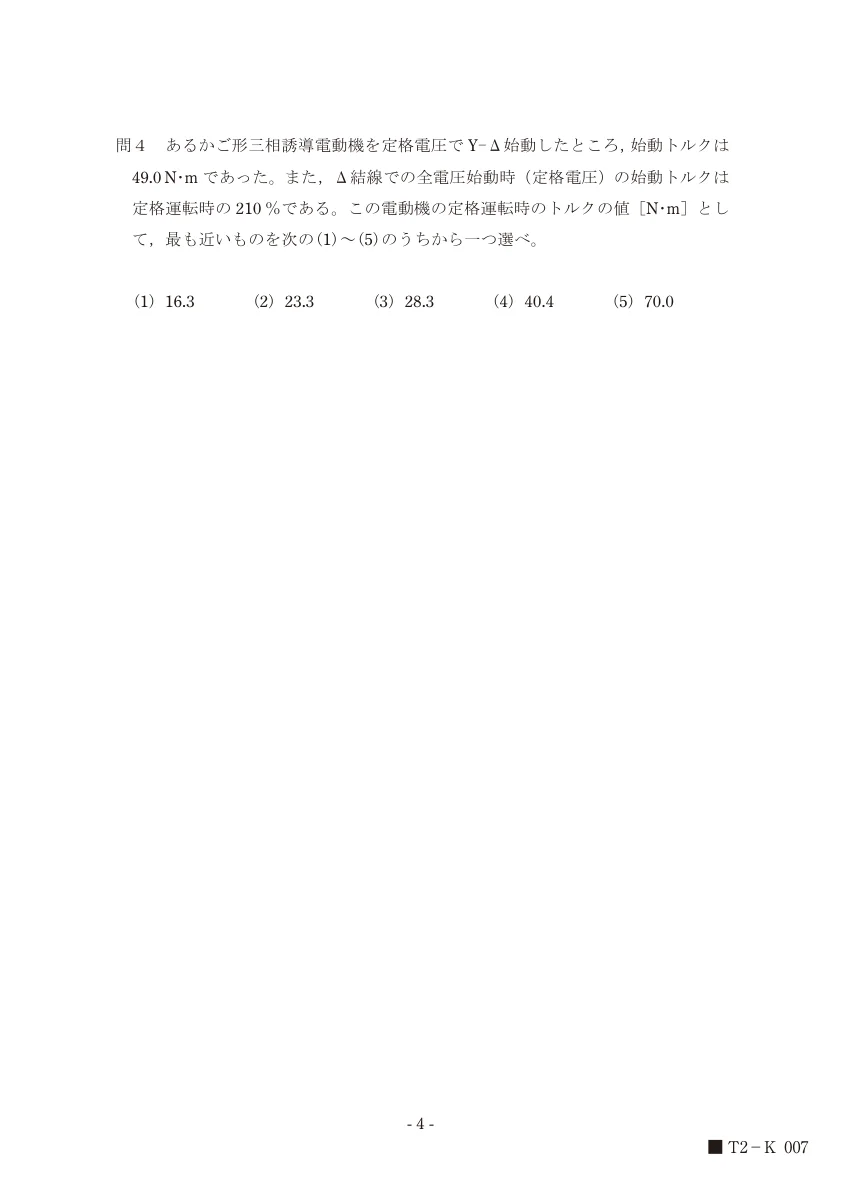 問４　あるかご形三相誘導電動機を定格電圧で Y-Δ 始動したところ，始動トルクは
49.0 N･m であった。また，Δ 結線での全電圧始動時（定格電圧）の始動トルクは
定格運転時の 210 ％である。この電動機の定格運転時のトルクの値［N･m］とし
て，最も近いものを次の(1)～(5)のうちから一つ選べ。
(1) 16.3　(2) 23.3　(3) 28.3　(4) 40.4　(5) 70.0
- 4 -
■ T2－K 007